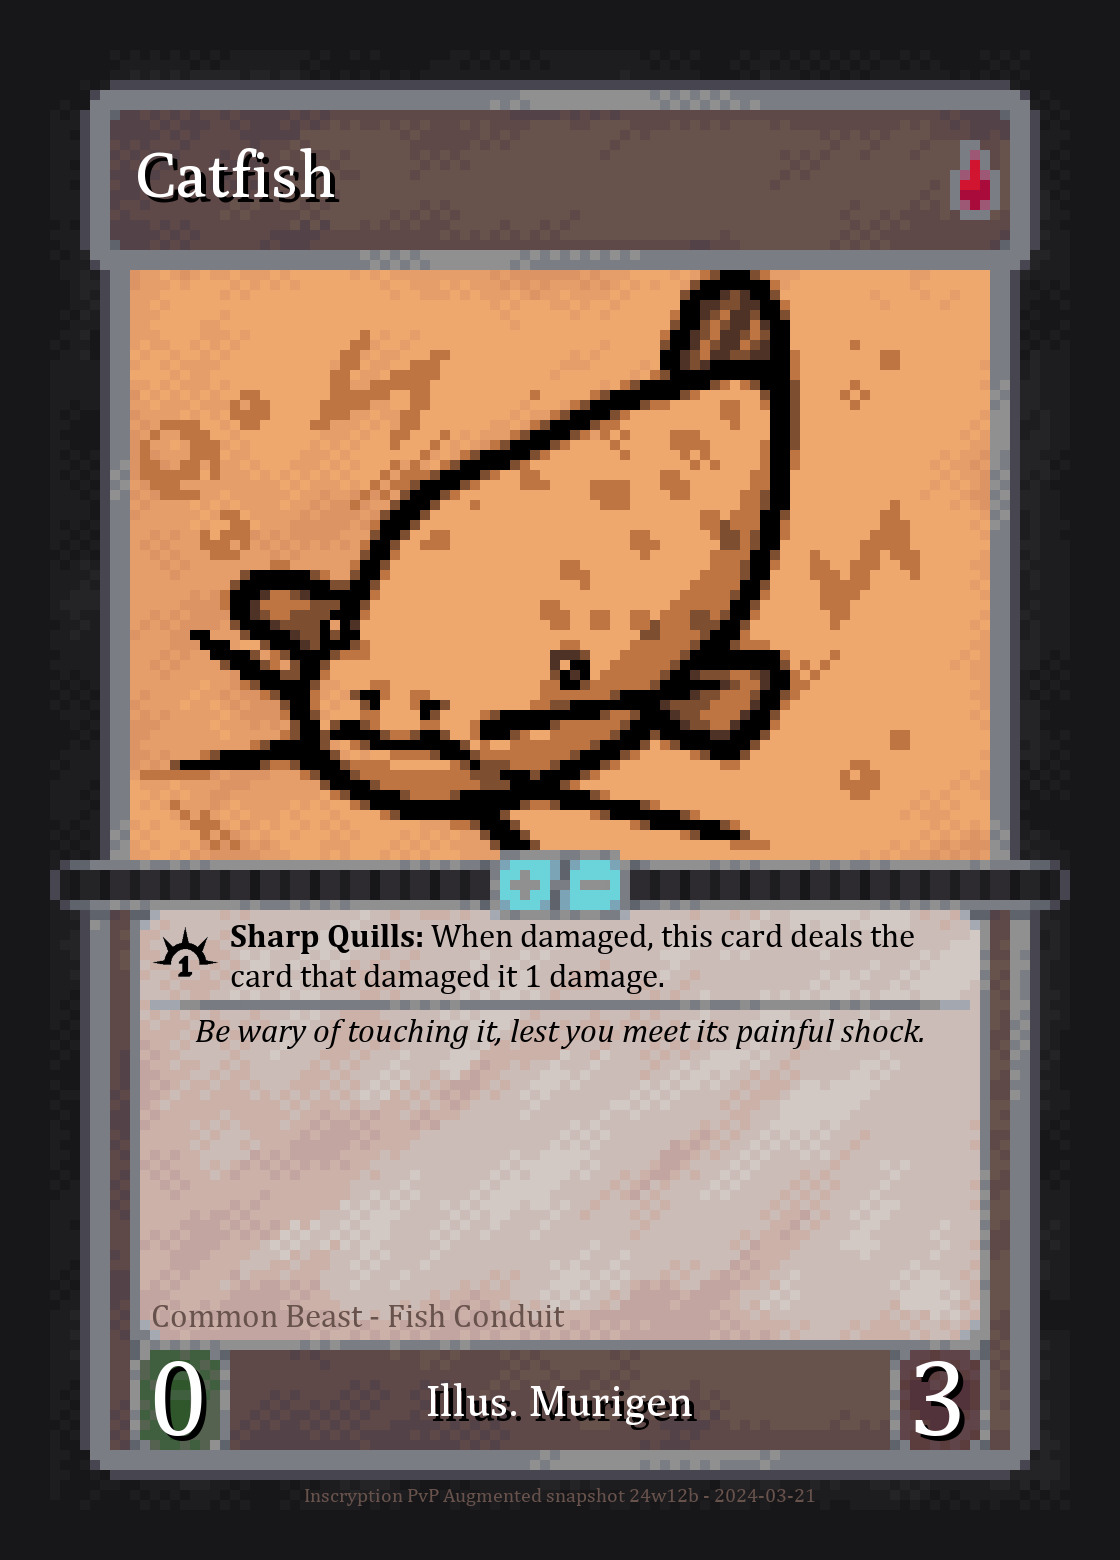 Catfish
Sharp Quills: When damaged, this card deals the
card that damaged it 1 damage.
Be wary of touching it, lest you meet its painful shock.
Common Beast - Fish Conduit
0
Illus. Murigen
3
Inscryption PvP Augmented snapshot 24w12b - 2024-03-21